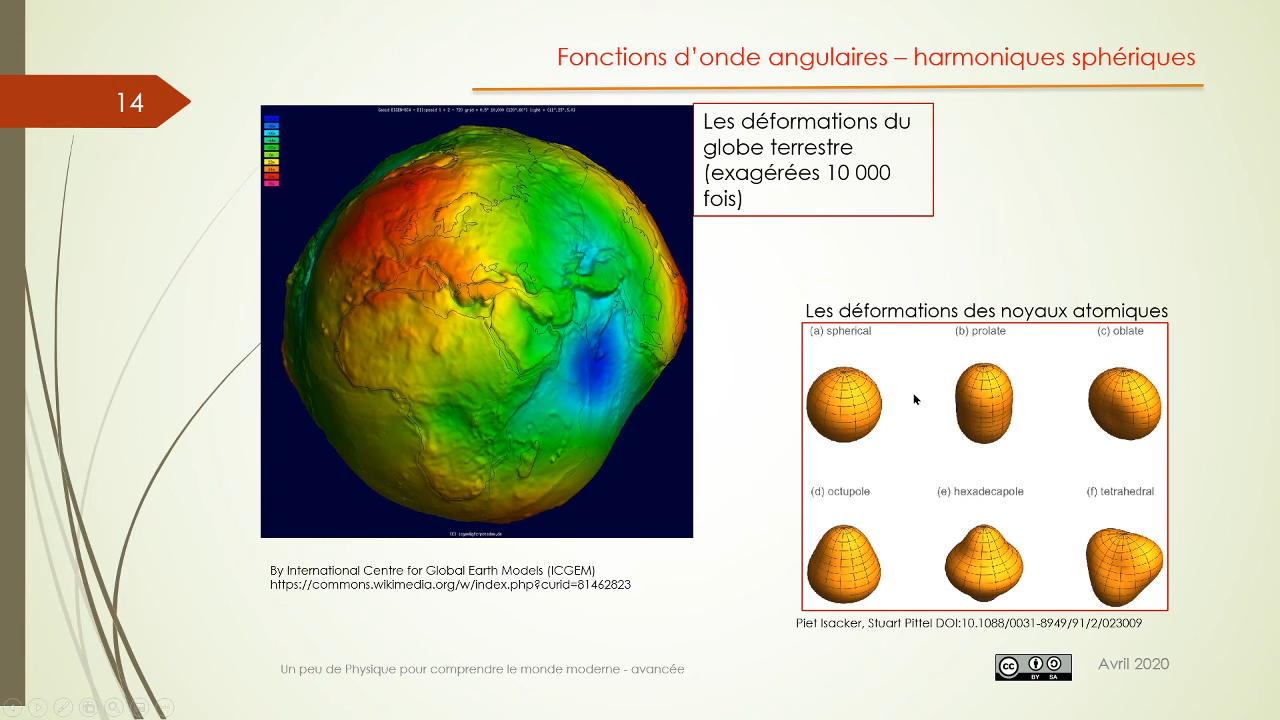 Fonctions d'onde angulaires – harmoniques sphériques
14
Les déformations du
globe terrestre
(exagérées 10 000
fois)
Les déformations des noyaux atomiques
(a) spherical
(b) prolate
(c) oblate
(d) octupole
(e) hexadecapole
(f) tetrahedral
By International Centre for Global Earth Models (ICGEM)
https://commons.wikimedia.org/w/index.php?curid=81462823
Piet Isacker, Stuart Pittel DOI:10.1088/0031-8949/91/2/023009
Un peu de Physique pour comprendre le monde moderne - avancée
cc
BY SA
Avril 2020